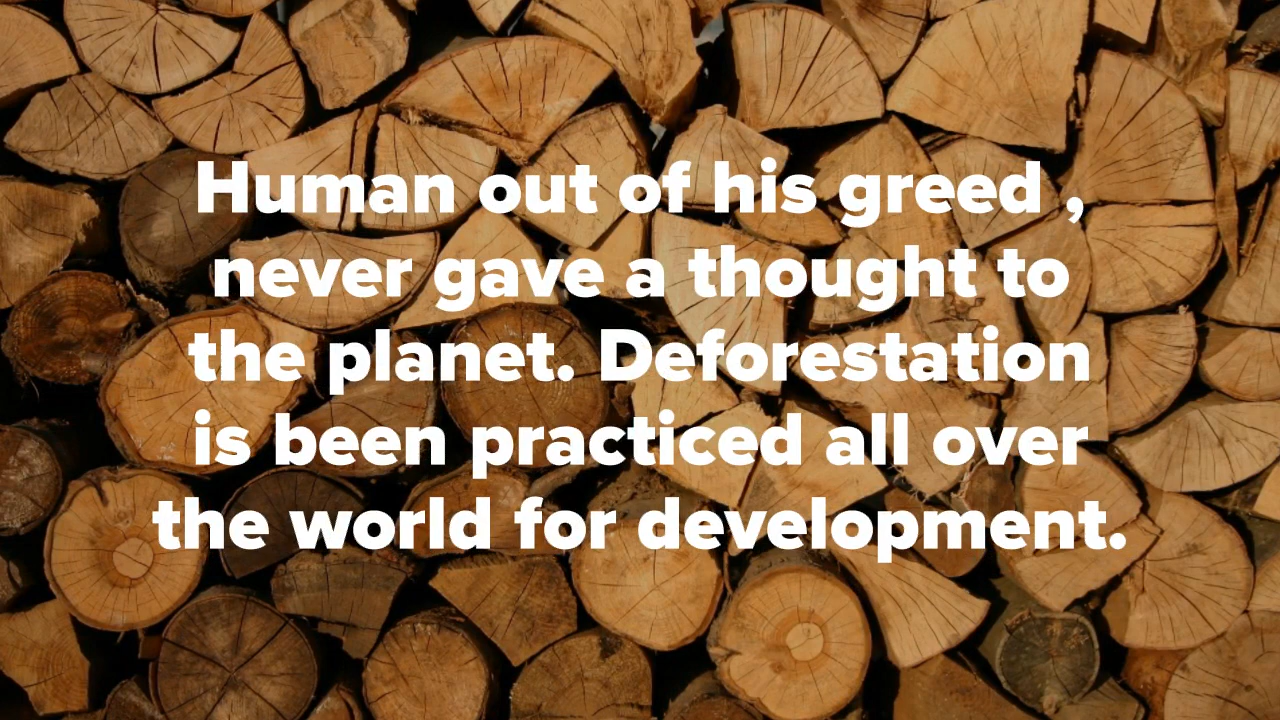 Human out of his greed ,
never gave a thought to
the planet. Deforestation
is been practiced all over
the world for development.